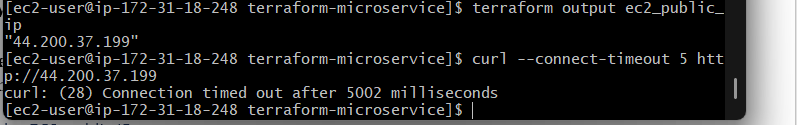 [ec2-user@ip-172-31-18-248 terraform-microservice]$ terraform output ec2_public_
ip
"44.200.37.199"
[ec2-user@ip-172-31-18-248 terraform-microservice]$ curl --connect-timeout 5 htt
p://44.200.37.199
curl: (28) Connection timed out after 5002 milliseconds
[ec2-user@ip-172-31-18-248 terraform-microservice]$